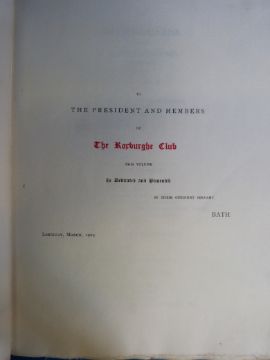 TO
THE PRESIDENT AND MEMBERS
OF
The Roxburghe Club
THIS VOLUME
Is Dedicated and Presented
BY THEIR OBEDIENT SERVANT
BATH
March,